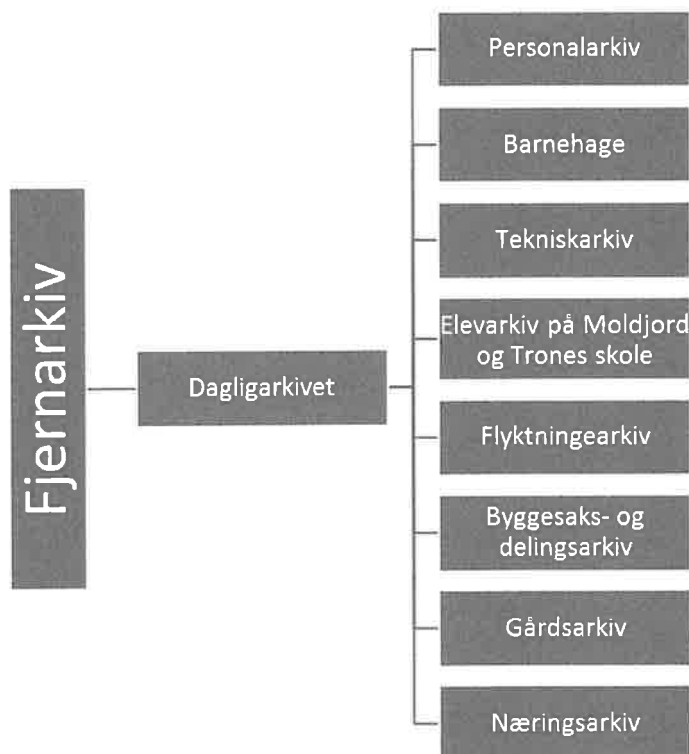 Fjernarkiv
Dagligarkivet
Personalarkiv
Barnehage
Tekniskarkiv
Elevarkiv på Moldjord
og Trones skole
Flyktningearkiv
Byggesaks- og
delingsarkiv
Gårdsarkiv
Næringsarkiv